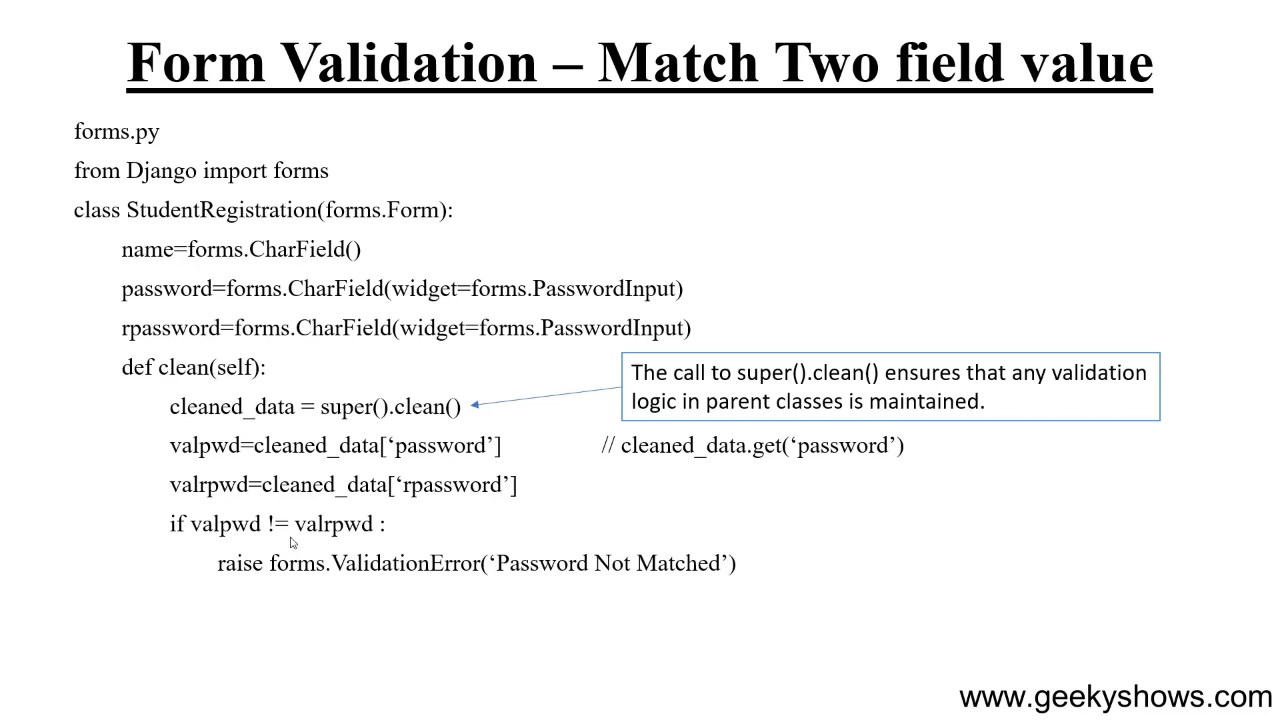 Form Validation – Match Two field value
forms.py
from Django import forms
class StudentRegistration(forms.Form):
name=forms.CharField()
password=forms.CharField(widget=forms.PasswordInput)
rpassword=forms.CharField(widget=forms.PasswordInput)
def clean(self):
The call to super().clean() ensures that any validation
logic in parent classes is maintained.
cleaned_data = super().clean()
valpwd=cleaned_data[‘password’] // cleaned_data.get(‘password’)
valrpwd=cleaned_data[‘rpassword’]
if valpwd != valrpwd :
raise forms.ValidationError(‘Password Not Matched’)
www.geekyshows.com